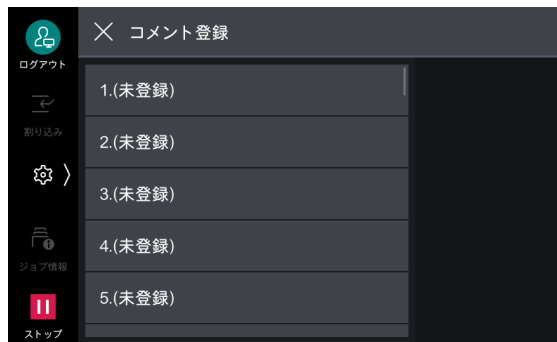 コメント登録
ログアウト
割り込み
ジョブ情報
ストップ
1.(未登録)
2.(未登録)
3.(未登録)
4.(未登録)
5.(未登録)